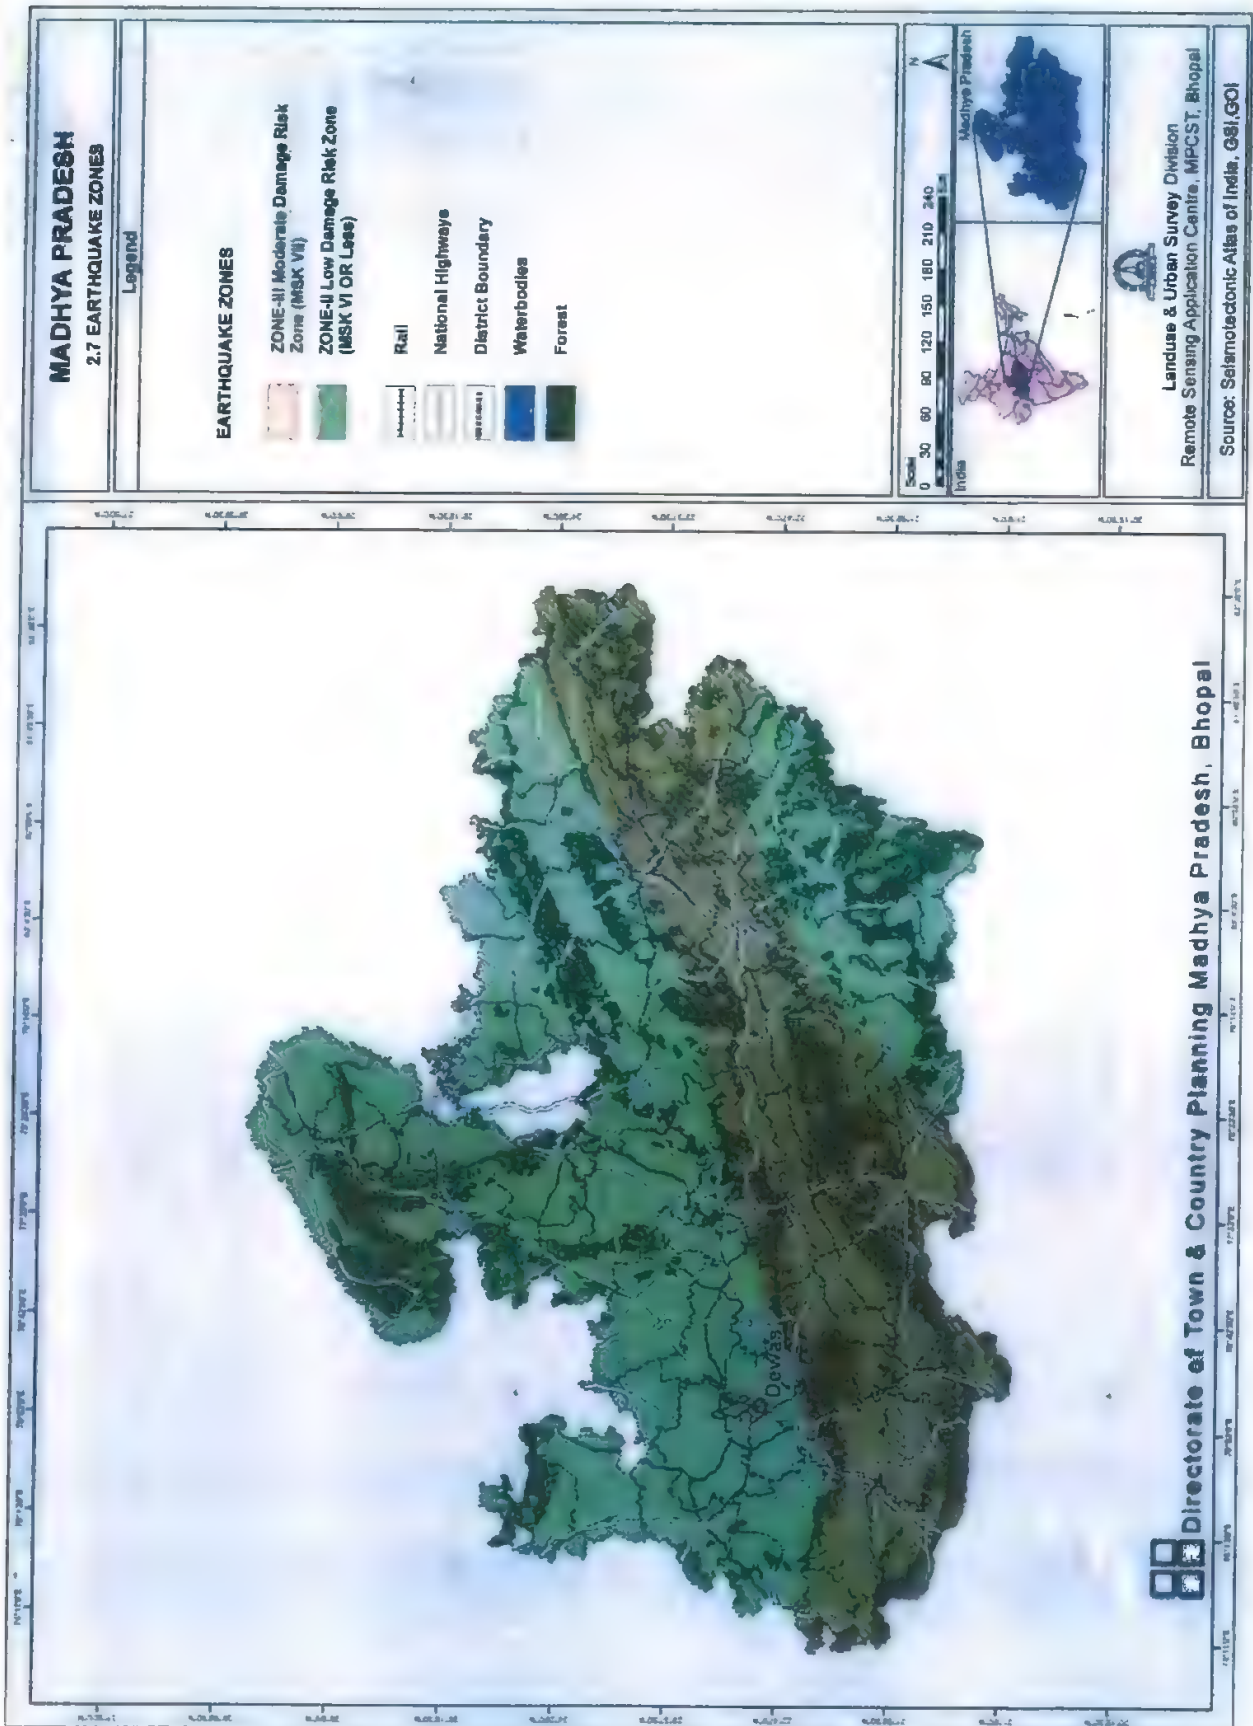 MADHYA PRADESH
2.7 EARTHQUAKE ZONES
Legend
EARTHQUAKE ZONES
ZONE-III Moderate Damage Risk
Zone (MSK VII)
ZONE-II Low Damage Risk Zone
(MSK VI OR Less)
Rail
National Highways
District Boundary
Waterbodies
Forest
Scale
0 30 60 90 120 150 180 210 240
N
India
Madhya Pradesh
Landuse & Urban Survey Division
Remote Sensing Application Centre, MPCST, Bhopal
Source: Seismotectonic Atlas of India, GSI,GOI
Dewas
Directorate of Town & Country Planning Madhya Pradesh, Bhopal